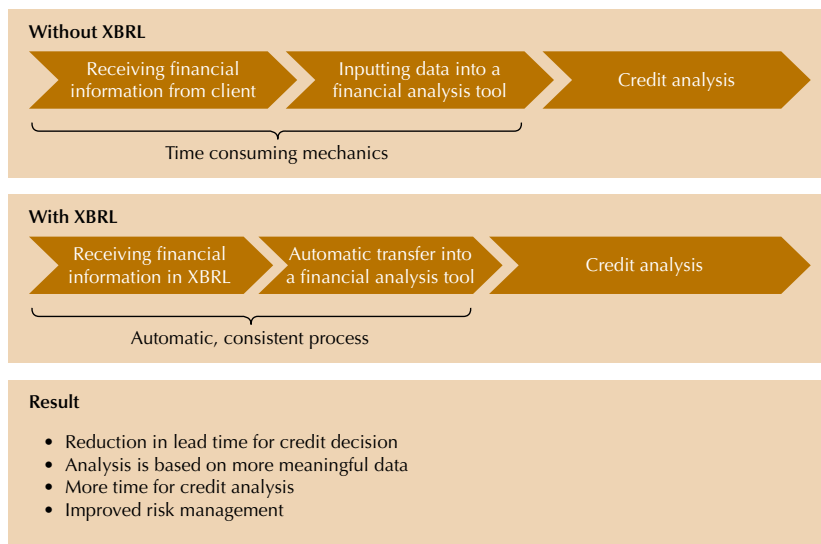 Without XBRL
Receiving financial
information from client
Inputting data into a
financial analysis tool
Credit analysis
Time consuming mechanics
With XBRL
Receiving financial
information in XBRL
Automatic transfer into
a financial analysis tool
Credit analysis
Automatic, consistent process
Result
• Reduction in lead time for credit decision
• Analysis is based on more meaningful data
• More time for credit analysis
• Improved risk management